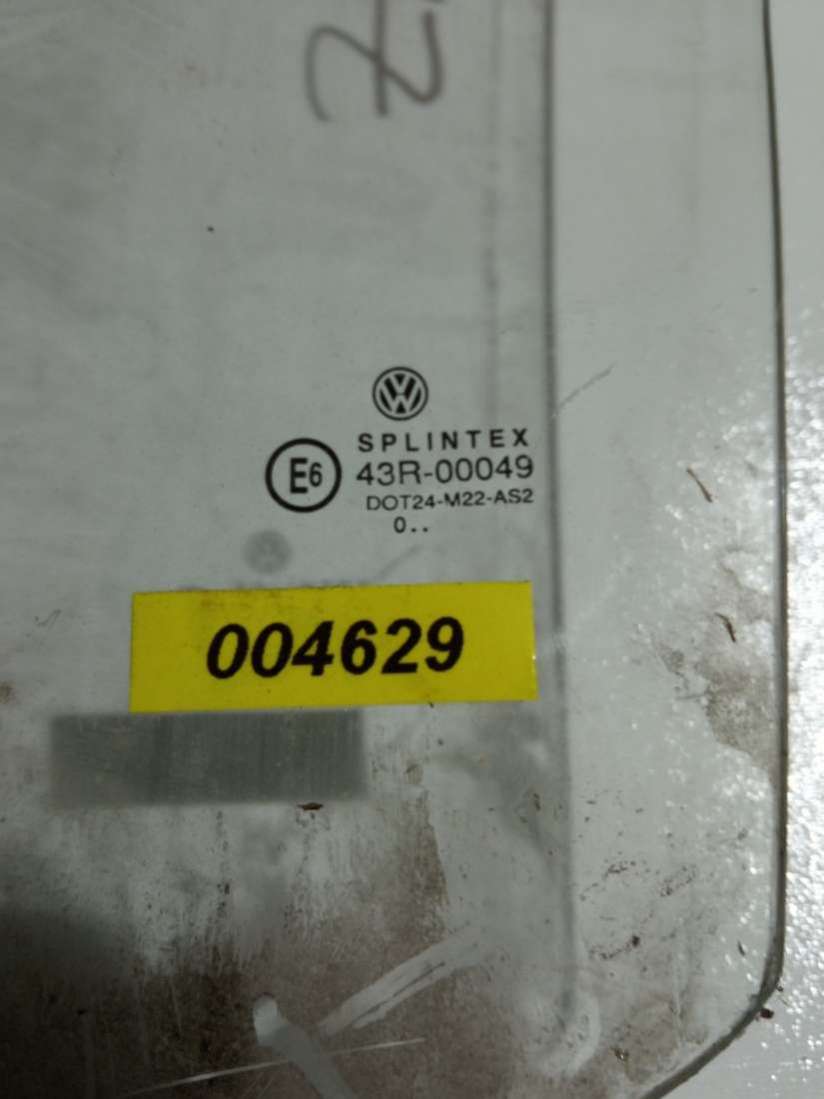 SPLINTEX
E6 43R-00049
DOT24-M22-AS2
0..
004629